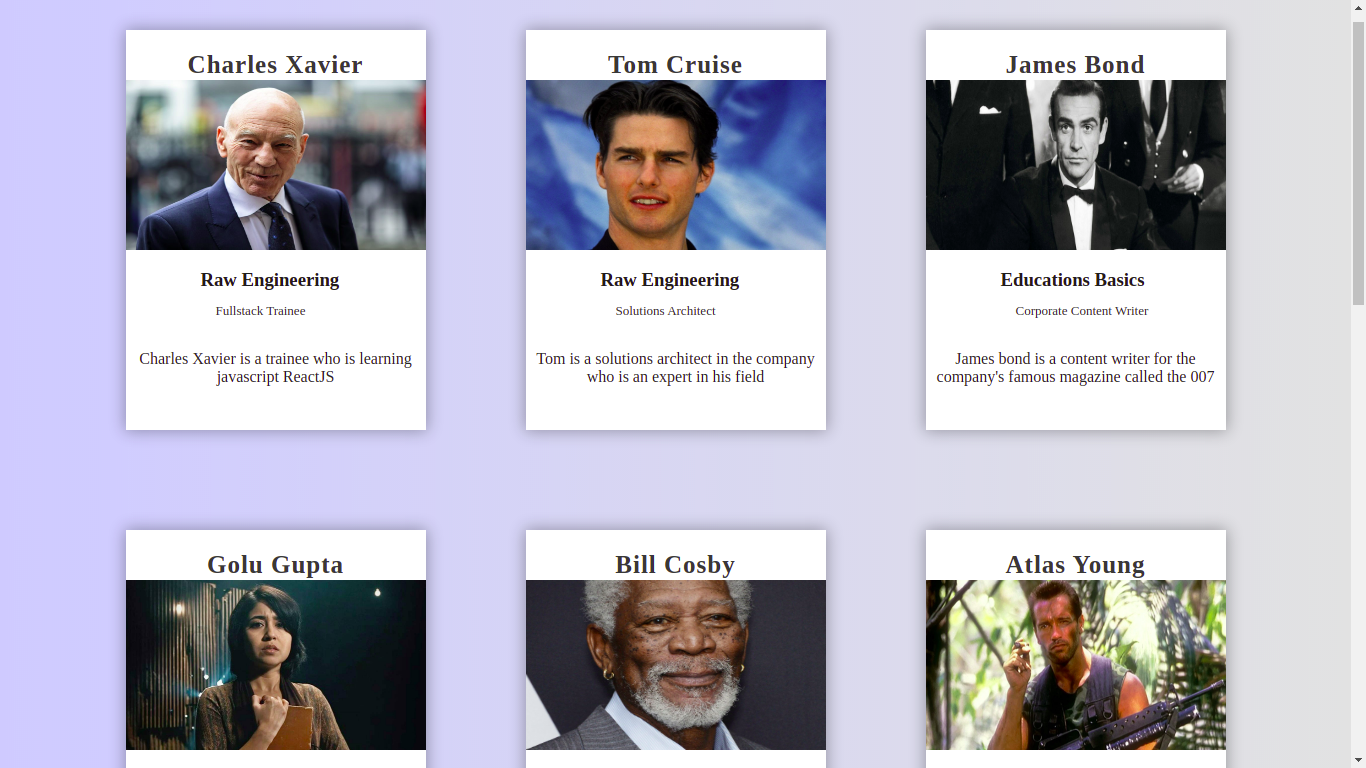 Charles Xavier
Raw Engineering
Fullstack Trainee
Charles Xavier is a trainee who is learning
javascript ReactJS
Tom Cruise
Raw Engineering
Solutions Architect
Tom is a solutions architect in the company
who is an expert in his field
James Bond
Educations Basics
Corporate Content Writer
James bond is a content writer for the
company's famous magazine called the 007
Golu Gupta
Bill Cosby
Atlas Young